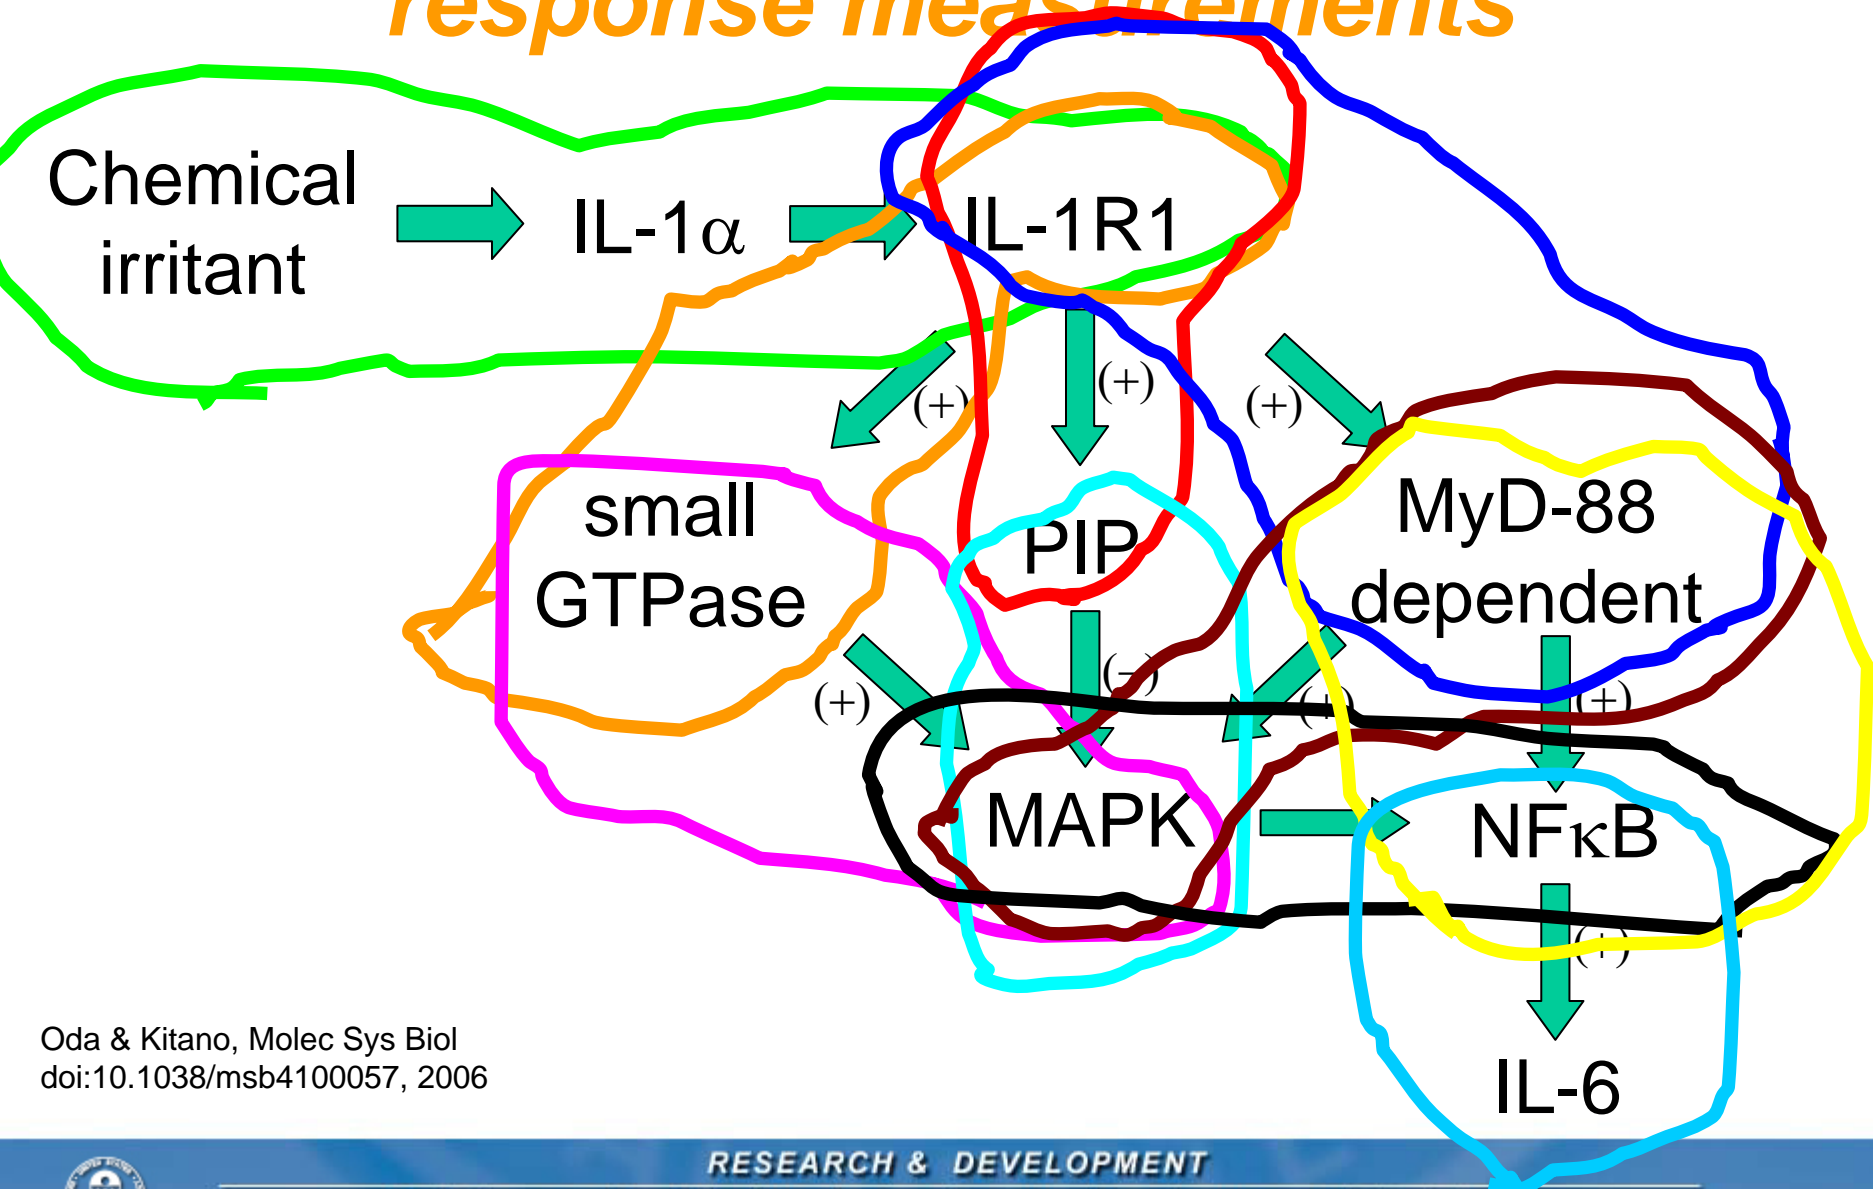 response measurements
Chemical
irritant
IL-1α
IL-1R1
(+)
(+)
(+)
small
GTPase
PIP
MyD-88
dependent
(+)
(-)
(+)
(+)
MAPK
NFκB
(+)
IL-6
Oda & Kitano, Molec Sys Biol
doi:10.1038/msb4100057, 2006
RESEARCH & DEVELOPMENT